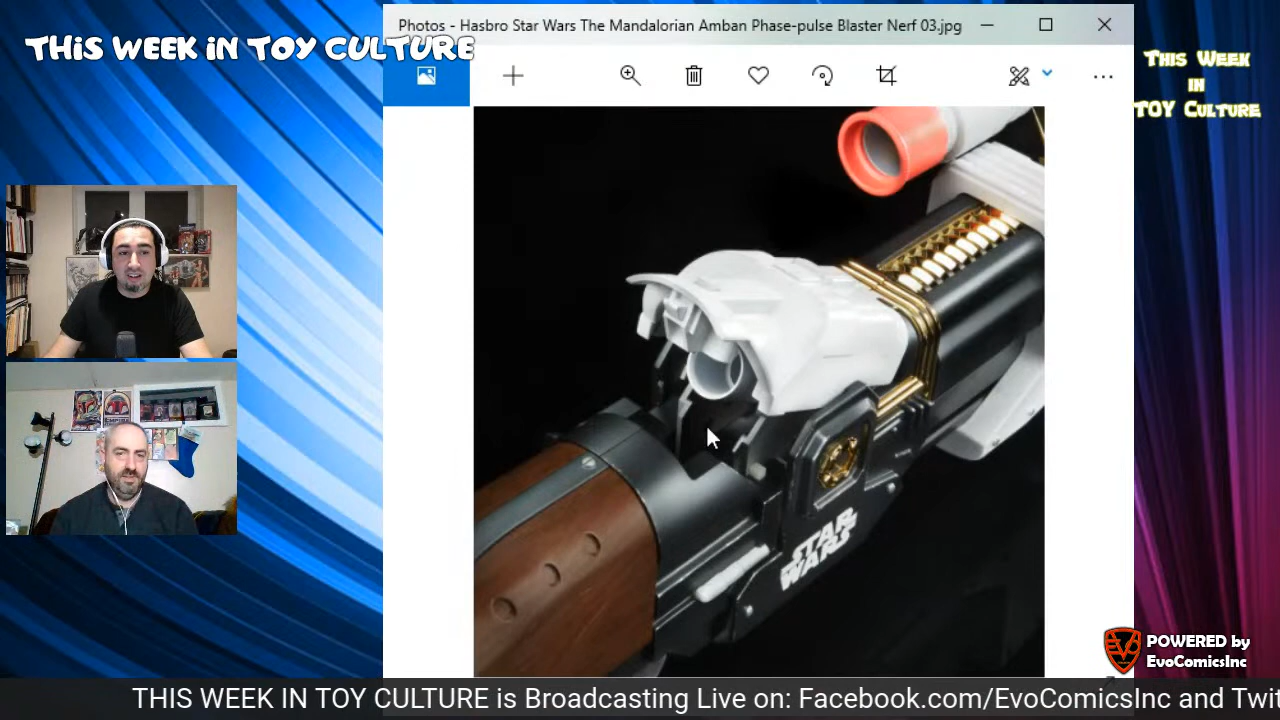 Photos - Hasbro Star Wars The Mandalorian Amban Phase-pulse Blaster Nerf 03.jpg
THiS WEEK iN TOY CULTURE
THiS WEEK
iN
TOY CULTURE
STAR
WARS
EVO
POWERED by
EvoComicsInc
THIS WEEK IN TOY CULTURE is Broadcasting Live on: Facebook.com/EvoComicsInc and Twit